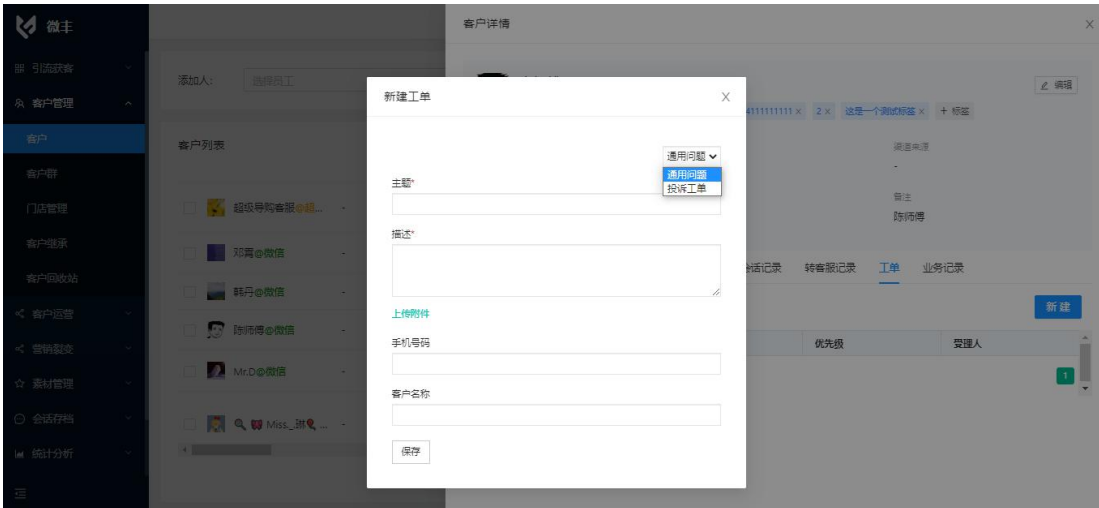 微丰
引流获客
客户管理
客户
客户群
门店管理
客户继承
客户回收站
客户运营
营销裂变
素材管理
会话存档
统计分析
添加人:
选择员工
客户列表
超级导购客服@超... -
邓霄@微信 -
韩丹@微信 -
陈师傅@微信 -
Mr.D@微信 -
Miss._琳 ... -
客户详情
编辑
4111111111 × 2 × 这是一个测试标签 × + 标签
渠道来源
-
备注
陈师傅
会话记录 转客服记录 工单 业务记录
新 建
优先级 受理人
1
新建工单
通用问题
通用问题
投诉工单
主题*
描述*
上传附件
手机号码
客户名称
保存